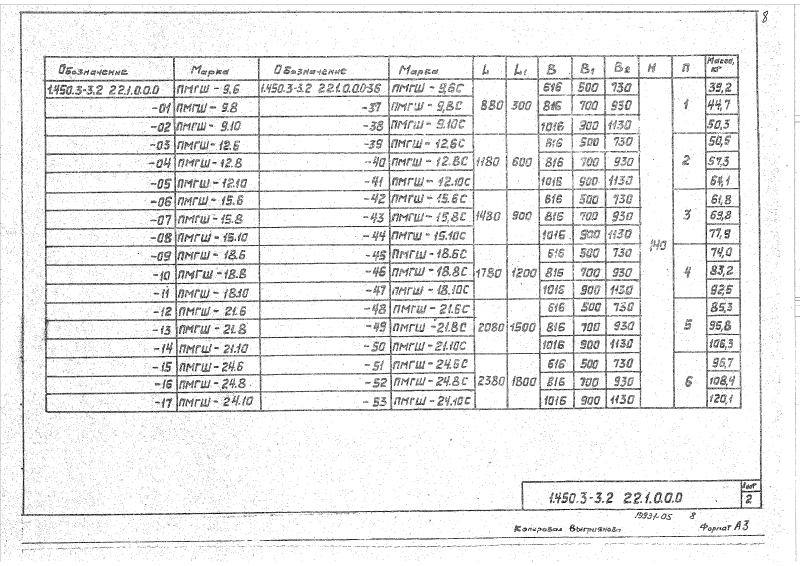 8
Обозначение Марка Обозначение Марка L L1 B B1 B2 H П Масса, кг
1.450.3-3.2 22.1.0.0.0 ПМГШ - 9.6 1.450.3-3.2 22.1.0.0.0-36 ПМГШ - 9,6С 880 300 616 500 730 140 1 39,2
-01 ПМГШ - 9.8 -37 ПМГШ - 9,8С 816 700 930 44,7
-02 ПМГШ - 9.10 -38 ПМГШ - 9.10С 1016 900 1130 50,3
-03 ПМГШ - 12.6 -39 ПМГШ - 12.6С 1180 600 616 500 730 2 50,5
-04 ПМГШ - 12.8 -40 ПМГШ - 12.8С 816 700 930 57,3
-05 ПМГШ - 12.10 -41 ПМГШ - 12.10С 1016 900 1130 64,1
-06 ПМГШ - 15.6 -42 ПМГШ - 15.6С 1480 900 616 500 730 3 61,8
-07 ПМГШ - 15.8 -43 ПМГШ - 15,8С 816 700 930 69,8
-08 ПМГШ - 15.10 -44 ПМГШ - 15.10С 1016 900 1130 77,9
-09 ПМГШ - 18.6 -45 ПМГШ - 18.6С 1780 1200 616 500 730 4 74,0
-10 ПМГШ - 18.8 -46 ПМГШ - 18.8С 816 700 930 83,2
-11 ПМГШ - 18.10 -47 ПМГШ - 18.10С 1016 900 1130 92,5
-12 ПМГШ - 21.6 -48 ПМГШ - 21.6С 2080 1500 616 500 730 5 85,3
-13 ПМГШ - 21.8 -49 ПМГШ - 21.8С 816 700 930 95,8
-14 ПМГШ - 21.10 -50 ПМГШ - 21.10С 1016 900 1130 106,3
-15 ПМГШ - 24.6 -51 ПМГШ - 24.6С 2380 1800 616 500 730 6 96,7
-16 ПМГШ - 24.8 -52 ПМГШ - 24.8С 816 700 930 108,4
-17 ПМГШ - 24.10 -53 ПМГШ - 24.10С 1016 900 1130 120,1
1.450.3-3.2 22.1.0.0.0
Лист
2
19931-05 8
Копировал Формат А3